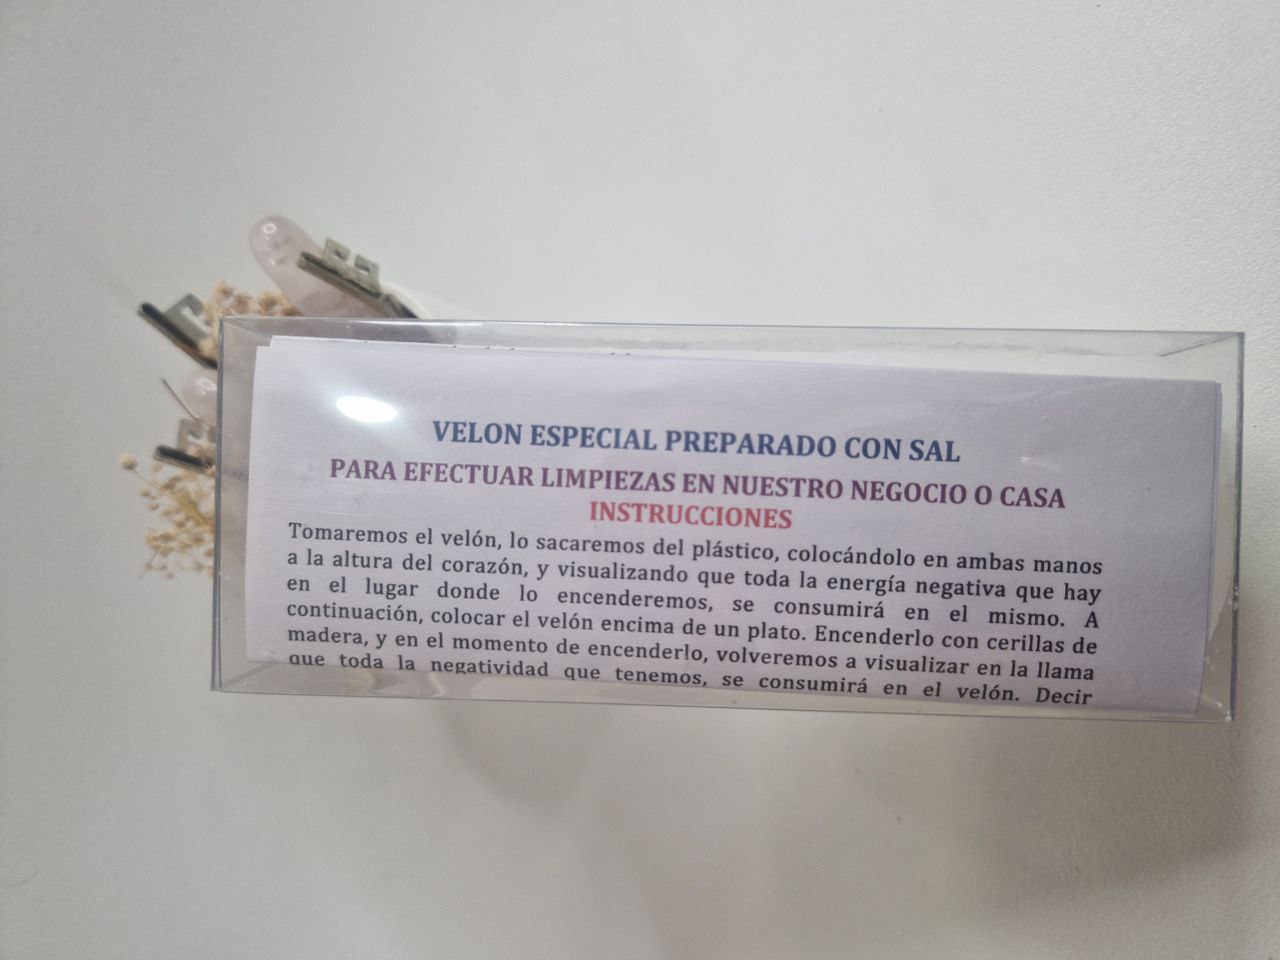 VELON ESPECIAL PREPARADO CON SAL
PARA EFECTUAR LIMPIEZAS EN NUESTRO NEGOCIO O CASA
INSTRUCCIONES
Tomaremos el velón, lo sacaremos del plástico, colocándolo en ambas manos
a la altura del corazón, y visualizando que toda la energía negativa que hay
en el lugar donde lo encenderemos, se consumirá en el mismo. A
continuación, colocar el velón encima de un plato. Encenderlo con cerillas de
madera, y en el momento de encenderlo, volveremos a visualizar en la llama
que toda la negatividad que tenemos, se consumirá en el velón. Decir